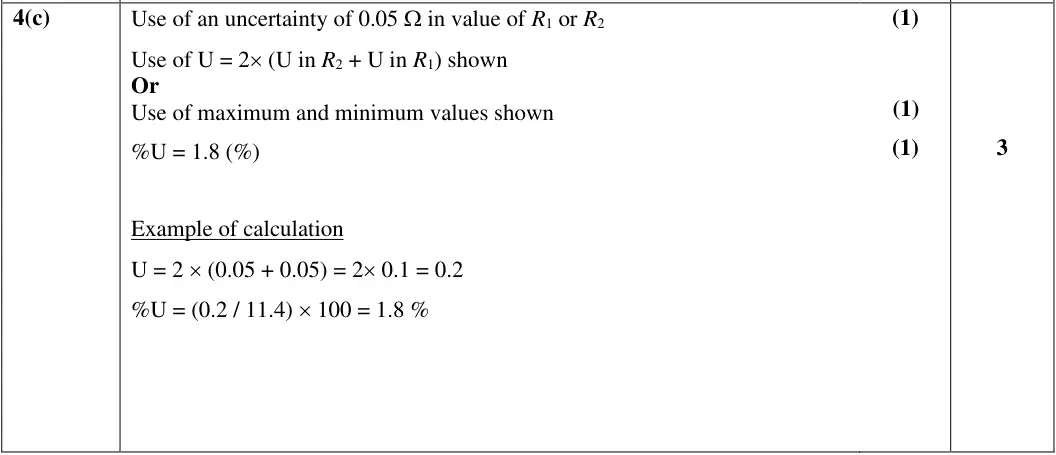 4(c) Use of an uncertainty of 0.05 Ω in value of R₁ or R₂ (1)
Use of U = 2× (U in R₂ + U in R₁) shown
Or
Use of maximum and minimum values shown (1)
%U = 1.8 (%) (1) 3
Example of calculation
U = 2 × (0.05 + 0.05) = 2× 0.1 = 0.2
%U = (0.2 / 11.4) × 100 = 1.8 %